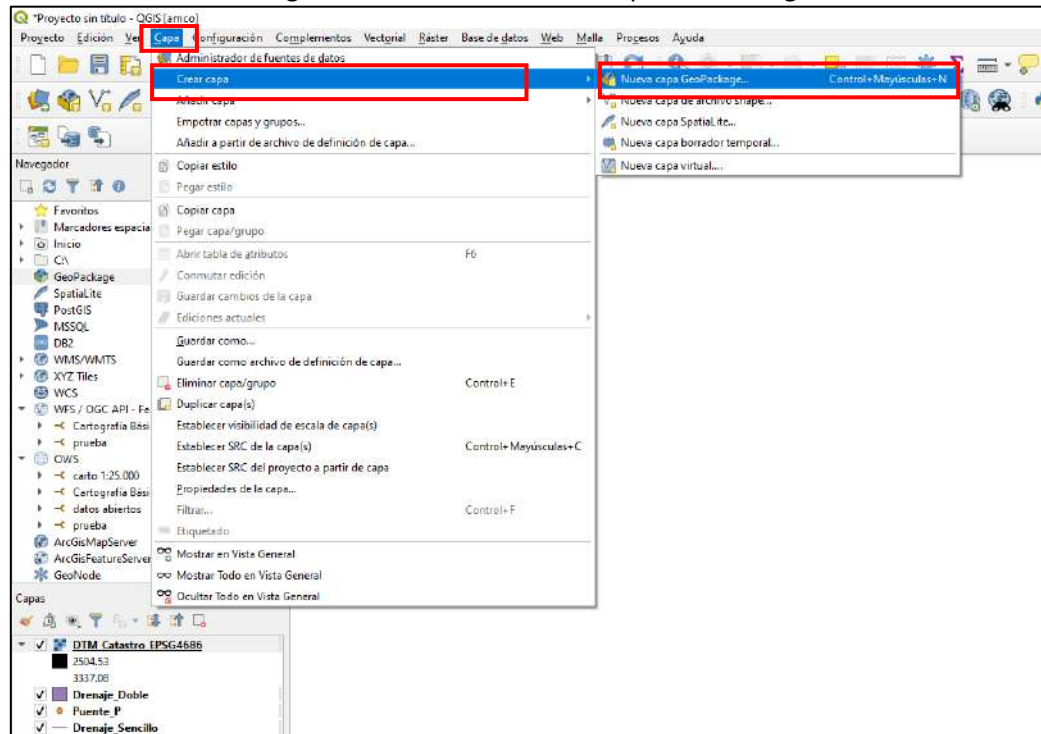 *Proyecto sin título - QGIS [amco]
Proyecto Edición Ver Capa Configuración Complementos Vectorial Ráster Base de datos Web Malla Procesos Ayuda
Administrador de fuentes de datos
Crear capa
Nueva capa GeoPackage... Control+Mayúsculas+N
Añadir capa
Nueva capa de archivo shape...
Empotrar capas y grupos...
Nueva capa SpatiaLite...
Añadir a partir de archivo de definición de capa...
Nueva capa borrador temporal...
Navegador
Copiar estilo
Nueva capa virtual....
Pegar estilo
Favoritos
Copiar capa
Marcadores espacia
Pegar capa/grupo
Inicio
C:\
Abrir tabla de atributos F6
GeoPackage
Conmutar edición
SpatiaLite
Guardar cambios de la capa
PostGIS
Ediciones actuales
MSSQL
DB2
Guardar como...
WMS/WMTS
Guardar como archivo de definición de capa...
XYZ Tiles
Eliminar capa/grupo Control+E
WCS
Duplicar capa(s)
WFS / OGC API - Fe
Cartografía Bási
Establecer visibilidad de escala de capa(s)
prueba
Establecer SRC de la capa(s) Control+Mayúsculas+C
OWS
Establecer SRC del proyecto a partir de capa
carto 1:25.000
Propiedades de la capa...
Cartografía Bási
datos abiertos
Filtrar... Control+F
prueba
Etiquetado
ArcGisMapServer
Mostrar en Vista General
ArcGisFeatureServer
Mostrar Todo en Vista General
GeoNode
Ocultar Todo en Vista General
Capas
DTM_Catastro_EPSG4686
2504.53
3337.08
Drenaje_Doble
Puente_P
Drenaje_Sencillo